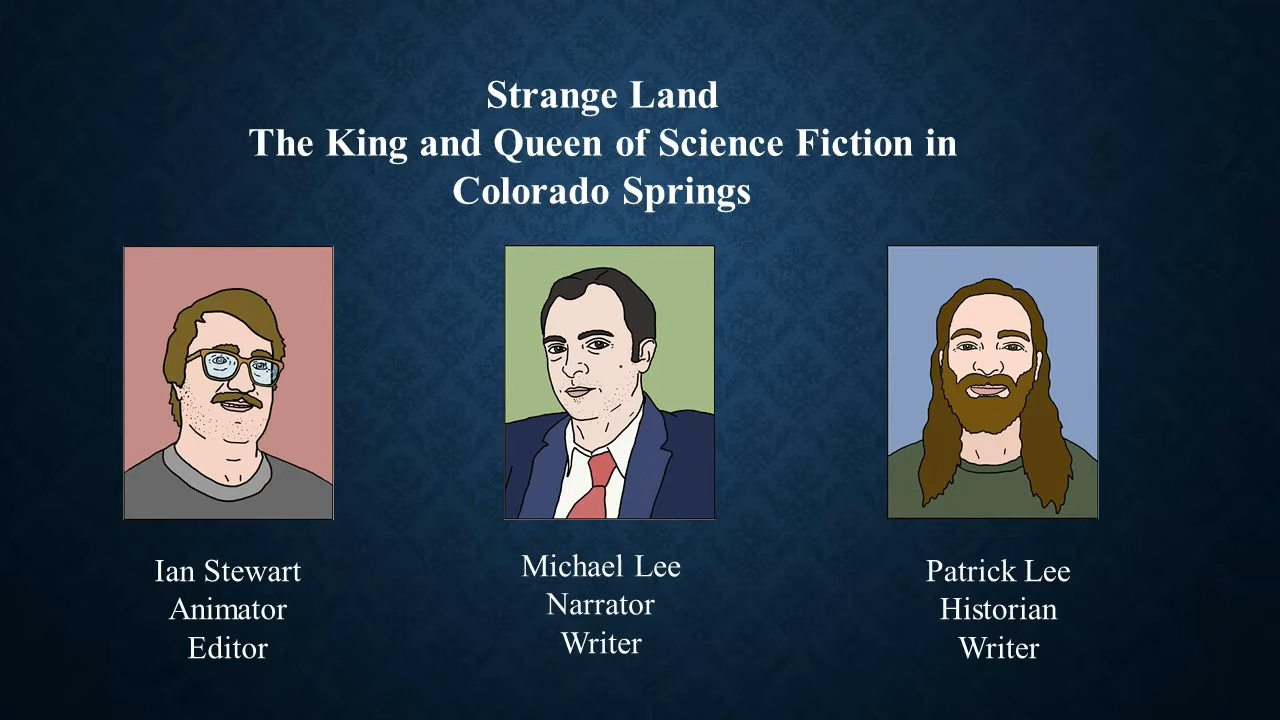 Strange Land
The King and Queen of Science Fiction in
Colorado Springs
Ian Stewart
Animator
Editor
Michael Lee
Narrator
Writer
Patrick Lee
Historian
Writer